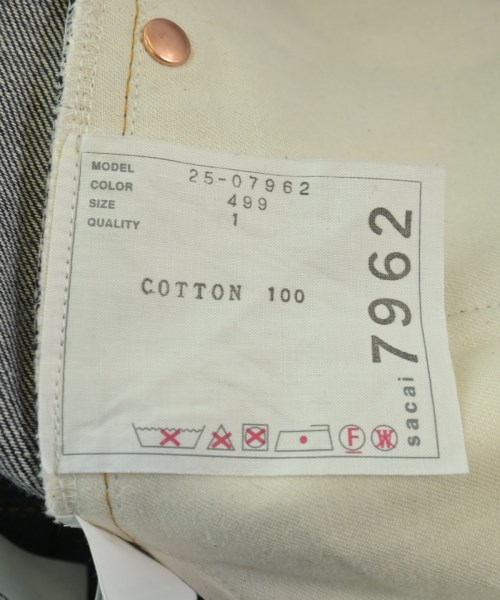 MODEL 25-07962
COLOR 499
SIZE 1
QUALITY
COTTON 100
sacai 7962
F
W